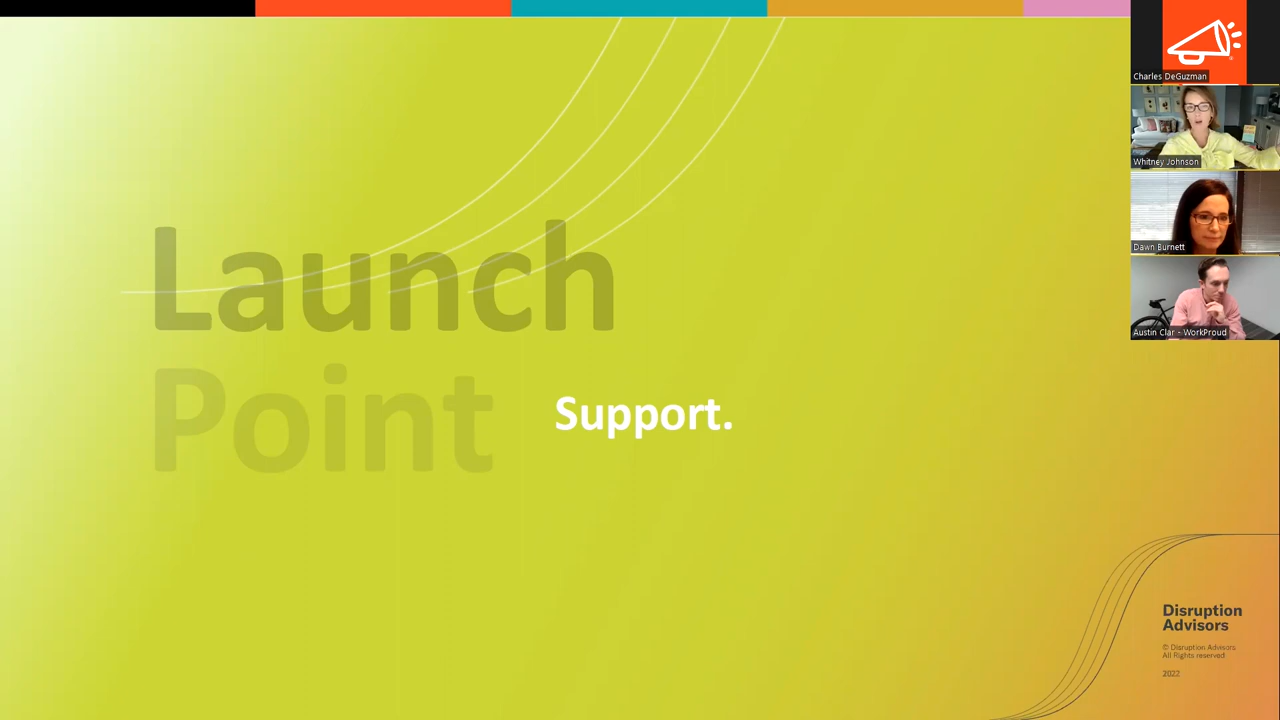 Launch
Point
Support.
Charles DeGuzman
Whitney Johnson
Dawn Burnett
Austin Clar - WorkProud
Disruption
Advisors
© Disruption Advisors
All Rights reserved
2022